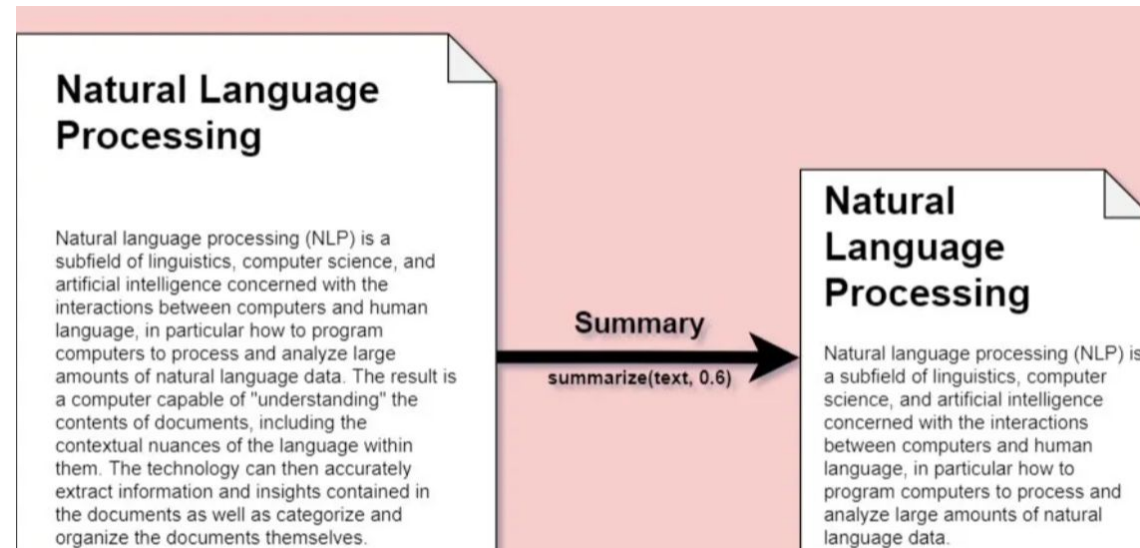 Natural Language
Processing
Natural language processing (NLP) is a
subfield of linguistics, computer science, and
artificial intelligence concerned with the
interactions between computers and human
language, in particular how to program
computers to process and analyze large
amounts of natural language data. The result is
a computer capable of "understanding" the
contents of documents, including the
contextual nuances of the language within
them. The technology can then accurately
extract information and insights contained in
the documents as well as categorize and
organize the documents themselves.
Summary
summarize(text, 0.6)
Natural
Language
Processing
Natural language processing (NLP) is
a subfield of linguistics, computer
science, and artificial intelligence
concerned with the interactions
between computers and human
language, in particular how to
program computers to process and
analyze large amounts of natural
language data.